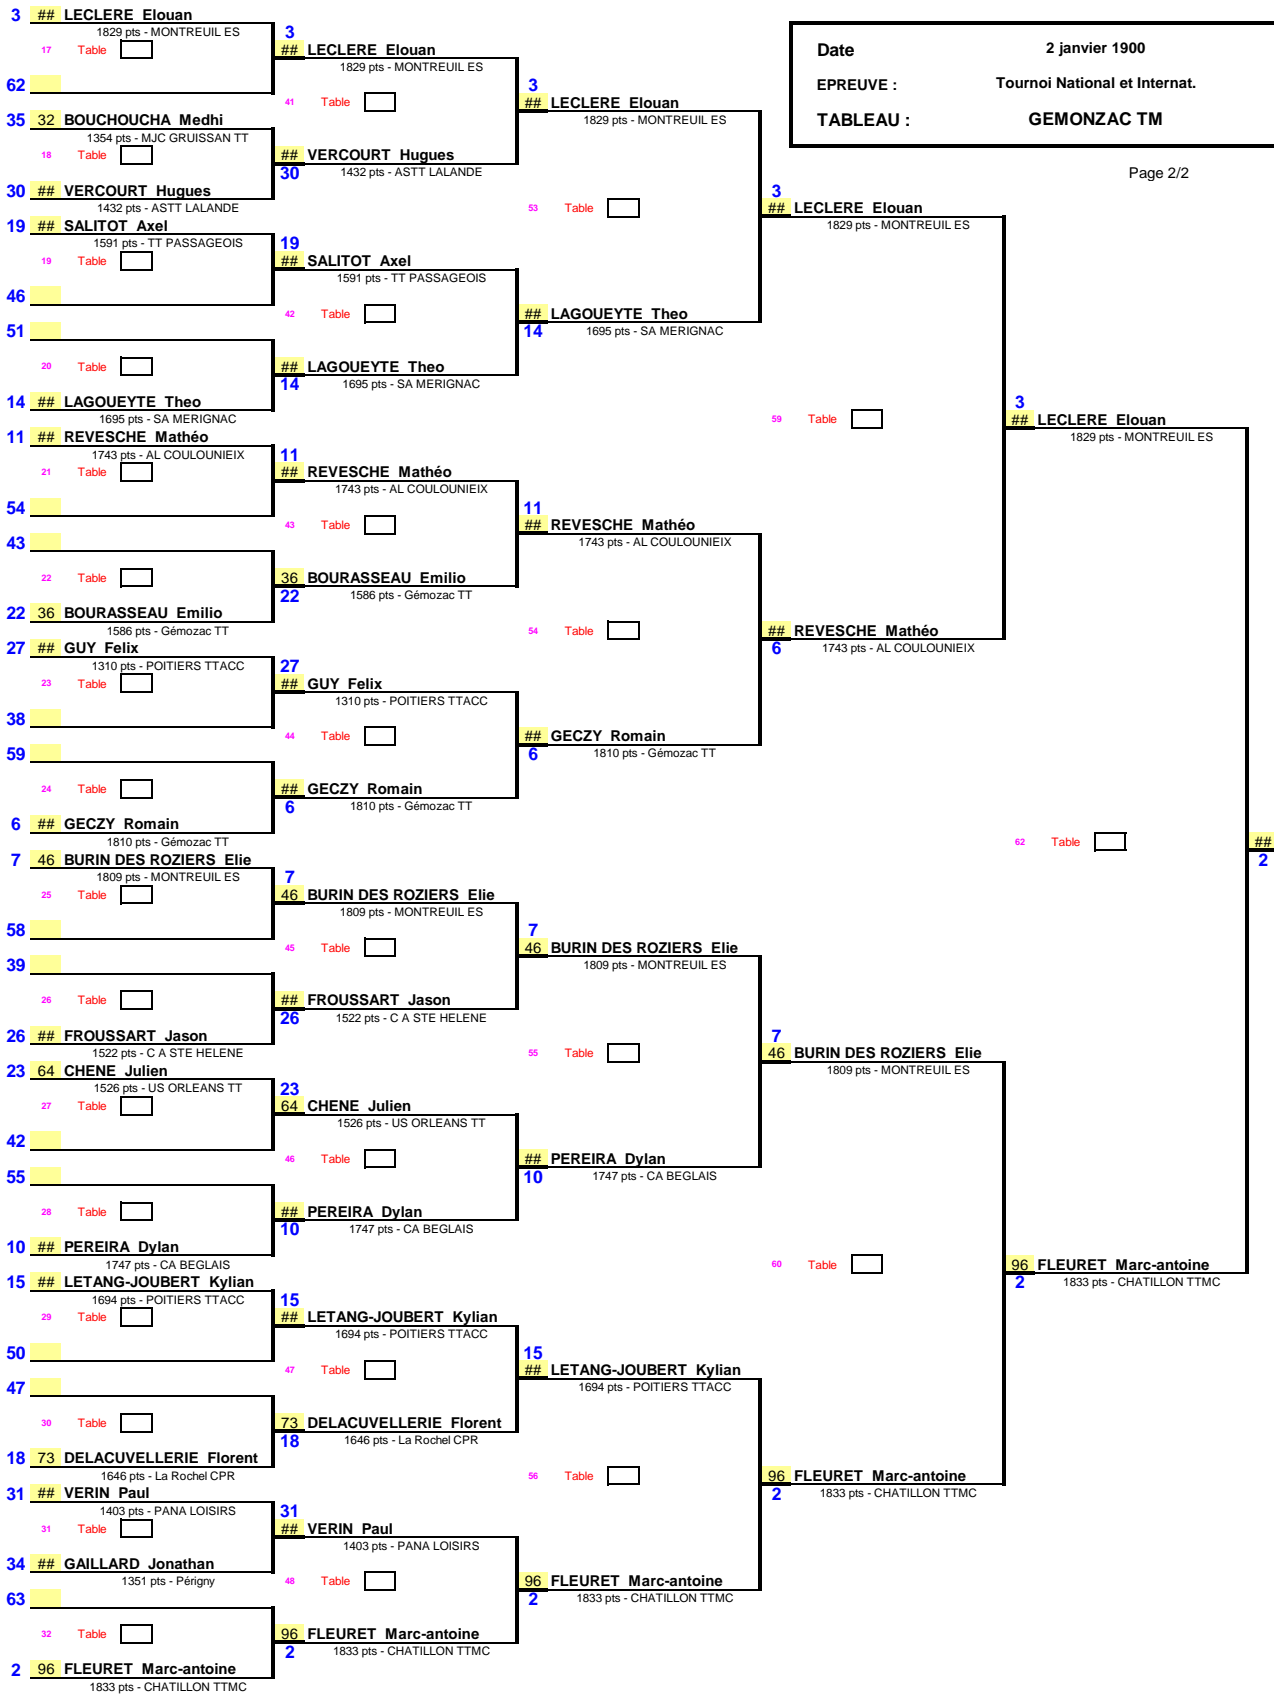 3 ## LECLERE Elouan
1829 pts - MONTREUIL ES
17 Table
62
35 32 BOUCHOUCHA Medhi
1354 pts - MJC GRUISSAN TT
18 Table
30 ## VERCOURT Hugues
1432 pts - ASTT LALANDE
19 ## SALITOT Axel
1591 pts - TT PASSAGEOIS
19 Table
46
51
20 Table
14 ## LAGOUEYTE Theo
1695 pts - SA MERIGNAC
11 ## REVESCHE Mathéo
1743 pts - AL COULOUNIEIX
21 Table
54
43
22 Table
22 36 BOURASSEAU Emilio
1586 pts - Gémozac TT
27 ## GUY Felix
1310 pts - POITIERS TTACC
23 Table
38
59
24 Table
6 ## GECZY Romain
1810 pts - Gémozac TT
7 46 BURIN DES ROZIERS Elie
1809 pts - MONTREUIL ES
25 Table
58
39
26 Table
26 ## FROUSSART Jason
1522 pts - C A STE HELENE
23 64 CHENE Julien
1526 pts - US ORLEANS TT
27 Table
42
55
28 Table
10 ## PEREIRA Dylan
1747 pts - CA BEGLAIS
15 ## LETANG-JOUBERT Kylian
1694 pts - POITIERS TTACC
29 Table
50
47
30 Table
18 73 DELACUVELLERIE Florent
1646 pts - La Rochel CPR
31 ## VERIN Paul
1403 pts - PANA LOISIRS
31 Table
34 ## GAILLARD Jonathan
1351 pts - Périgny
63
32 Table
2 96 FLEURET Marc-antoine
1833 pts - CHATILLON TTMC
3
## LECLERE Elouan
1829 pts - MONTREUIL ES
41 Table
## VERCOURT Hugues
30 1432 pts - ASTT LALANDE
19
## SALITOT Axel
1591 pts - TT PASSAGEOIS
42 Table
## LAGOUEYTE Theo
14 1695 pts - SA MERIGNAC
11
## REVESCHE Mathéo
1743 pts - AL COULOUNIEIX
43 Table
36 BOURASSEAU Emilio
22 1586 pts - Gémozac TT
27
## GUY Felix
1310 pts - POITIERS TTACC
44 Table
## GECZY Romain
6 1810 pts - Gémozac TT
7
46 BURIN DES ROZIERS Elie
1809 pts - MONTREUIL ES
45 Table
## FROUSSART Jason
26 1522 pts - C A STE HELENE
23
64 CHENE Julien
1526 pts - US ORLEANS TT
46 Table
## PEREIRA Dylan
10 1747 pts - CA BEGLAIS
15
## LETANG-JOUBERT Kylian
1694 pts - POITIERS TTACC
47 Table
73 DELACUVELLERIE Florent
18 1646 pts - La Rochel CPR
31
## VERIN Paul
1403 pts - PANA LOISIRS
48 Table
96 FLEURET Marc-antoine
2 1833 pts - CHATILLON TTMC
3
## LECLERE Elouan
1829 pts - MONTREUIL ES
53 Table
## LAGOUEYTE Theo
14 1695 pts - SA MERIGNAC
11
## REVESCHE Mathéo
1743 pts - AL COULOUNIEIX
54 Table
## GECZY Romain
6 1810 pts - Gémozac TT
7
46 BURIN DES ROZIERS Elie
1809 pts - MONTREUIL ES
55 Table
## PEREIRA Dylan
10 1747 pts - CA BEGLAIS
15
## LETANG-JOUBERT Kylian
1694 pts - POITIERS TTACC
56 Table
96 FLEURET Marc-antoine
2 1833 pts - CHATILLON TTMC
Date 2 janvier 1900
EPREUVE : Tournoi National et Internat.
TABLEAU : GEMONZAC TM
Page 2/2
3
## LECLERE Elouan
1829 pts - MONTREUIL ES
59 Table
## REVESCHE Mathéo
6 1743 pts - AL COULOUNIEIX
7
46 BURIN DES ROZIERS Elie
1809 pts - MONTREUIL ES
60 Table
96 FLEURET Marc-antoine
2 1833 pts - CHATILLON TTMC
3
## LECLERE Elouan
1829 pts - MONTREUIL ES
62 Table
96 FLEURET Marc-antoine
2 1833 pts - CHATILLON TTMC
##
2